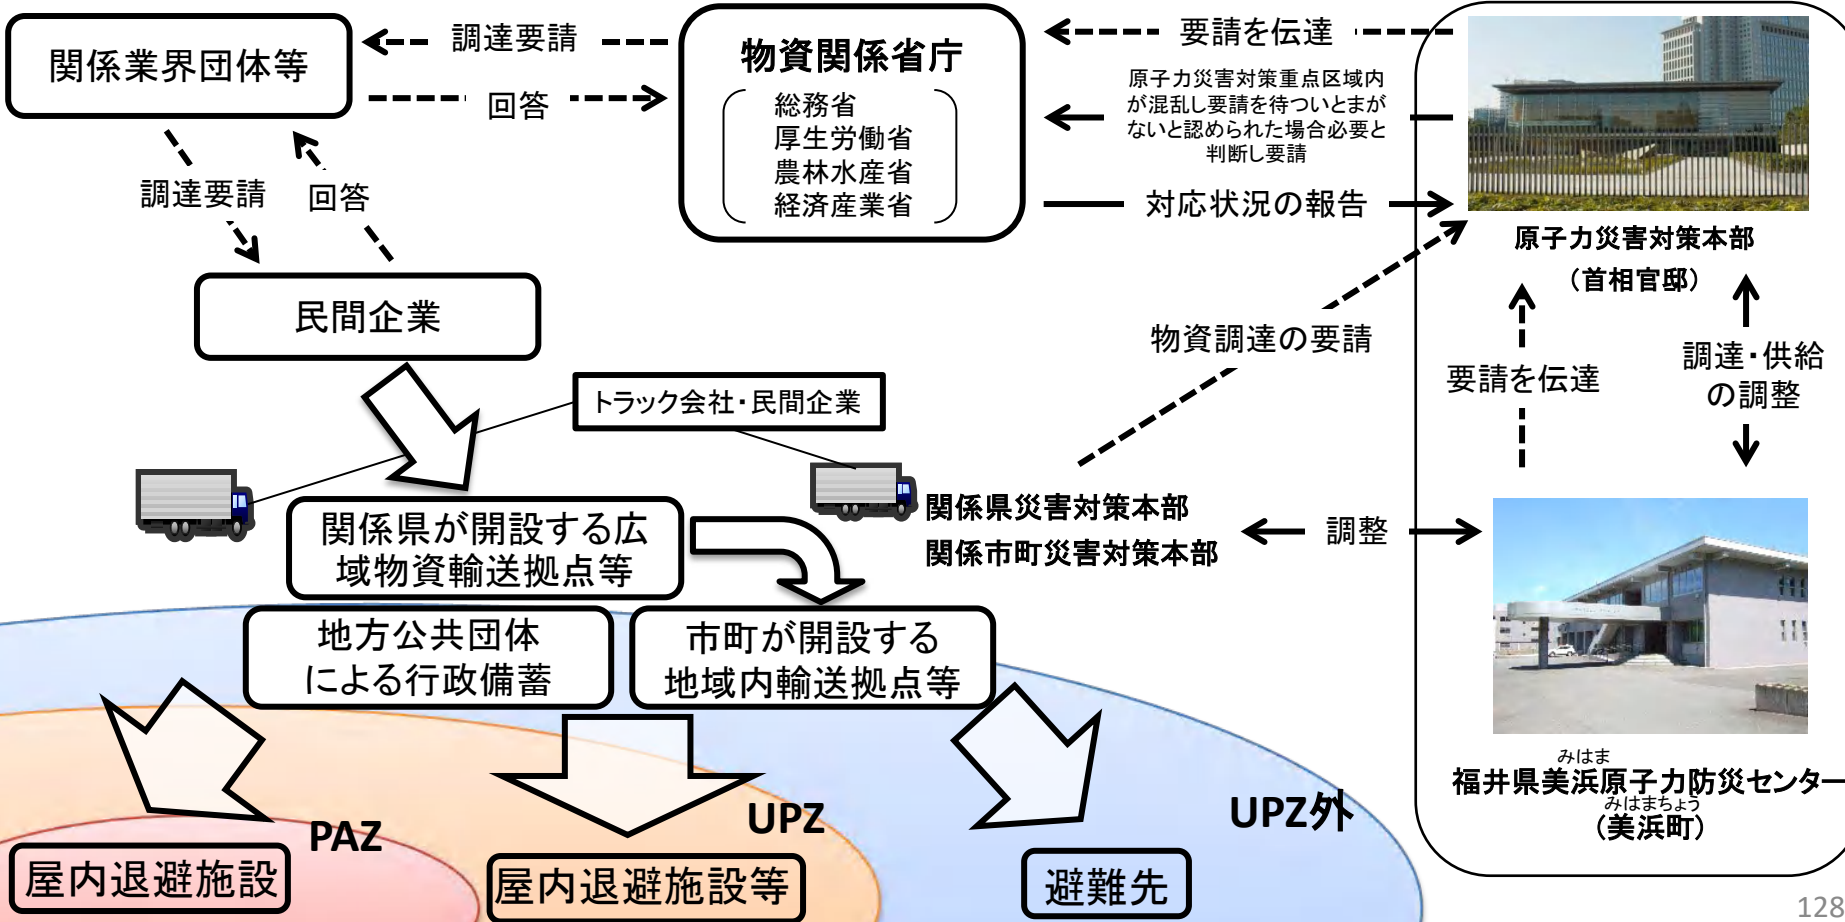 関係業界団体等
調達要請
回答
物資関係省庁
総務省
厚生労働省
農林水産省
経済産業省
要請を伝達
原子力災害対策重点区域内
が混乱し要請を待ついとまが
ないと認められた場合必要と
判断し要請
対応状況の報告
原子力災害対策本部
(首相官邸)
調達要請
回答
民間企業
物資調達の要請
要請を伝達
調達・供給
の調整
トラック会社・民間企業
関係県が開設する広
域物資輸送拠点等
関係県災害対策本部
関係市町災害対策本部
調整
地方公共団体
による行政備蓄
市町が開設する
地域内輸送拠点等
みはま
福井県美浜原子力防災センター
みはまちょう
(美浜町)
PAZ
UPZ
UPZ外
屋内退避施設
屋内退避施設等
避難先
128